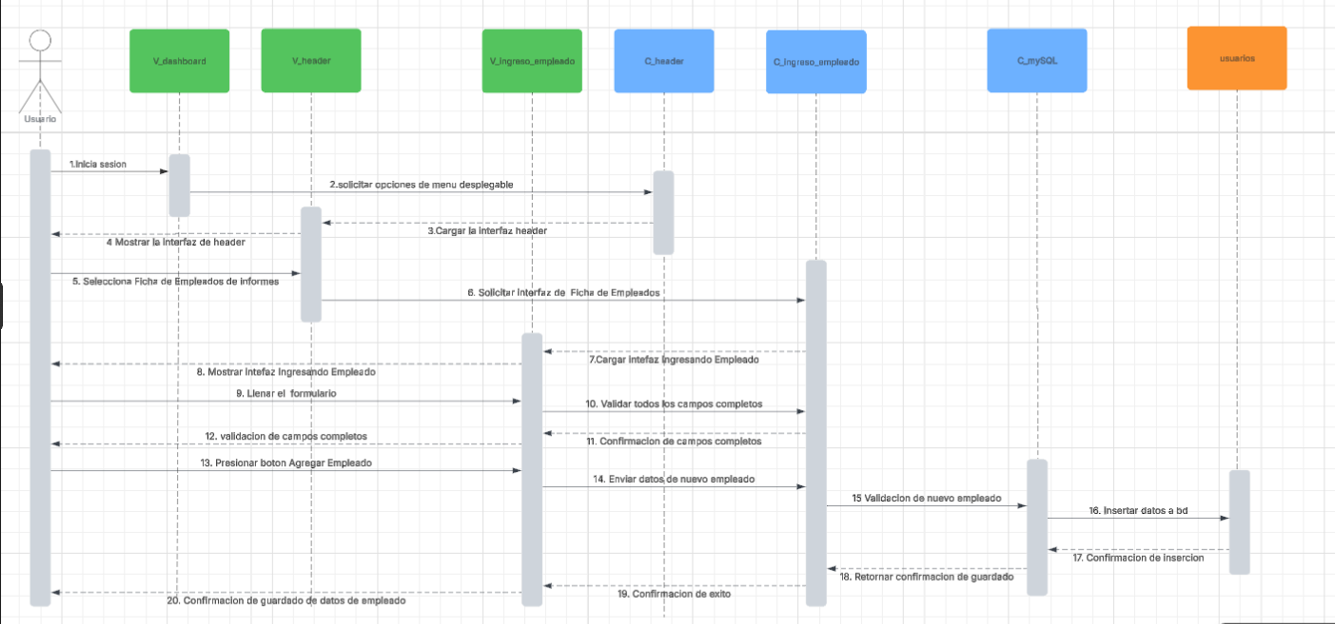 V_dashboard
V_header
V_ingreso_empleado
C_header
C_ingreso_empleado
C_mySQL
usuarios
Usuario
1.Inicia sesion
2.solicitar opciones de menu desplegable
3.Cargar la interfaz header
4 Mostrar la interfaz de header
5. Selecciona Ficha de Empleados de informes
6. Solicitar interfaz de Ficha de Empleados
7.Cargar intefaz Ingresando Empleado
8. Mostrar intefaz Ingresando Empleado
9. Llenar el formulario
10. Validar todos los campos completos
11. Confirmacion de campos completos
12. validacion de campos completos
13. Presionar boton Agregar Empleado
14. Enviar datos de nuevo empleado
15 Validacion de nuevo empleado
16. Insertar datos a bd
17. Confirmacion de insercion
18. Retornar confirmacion de guardado
19. Confirmacion de exito
20. Confirmacion de guardado de datos de empleado